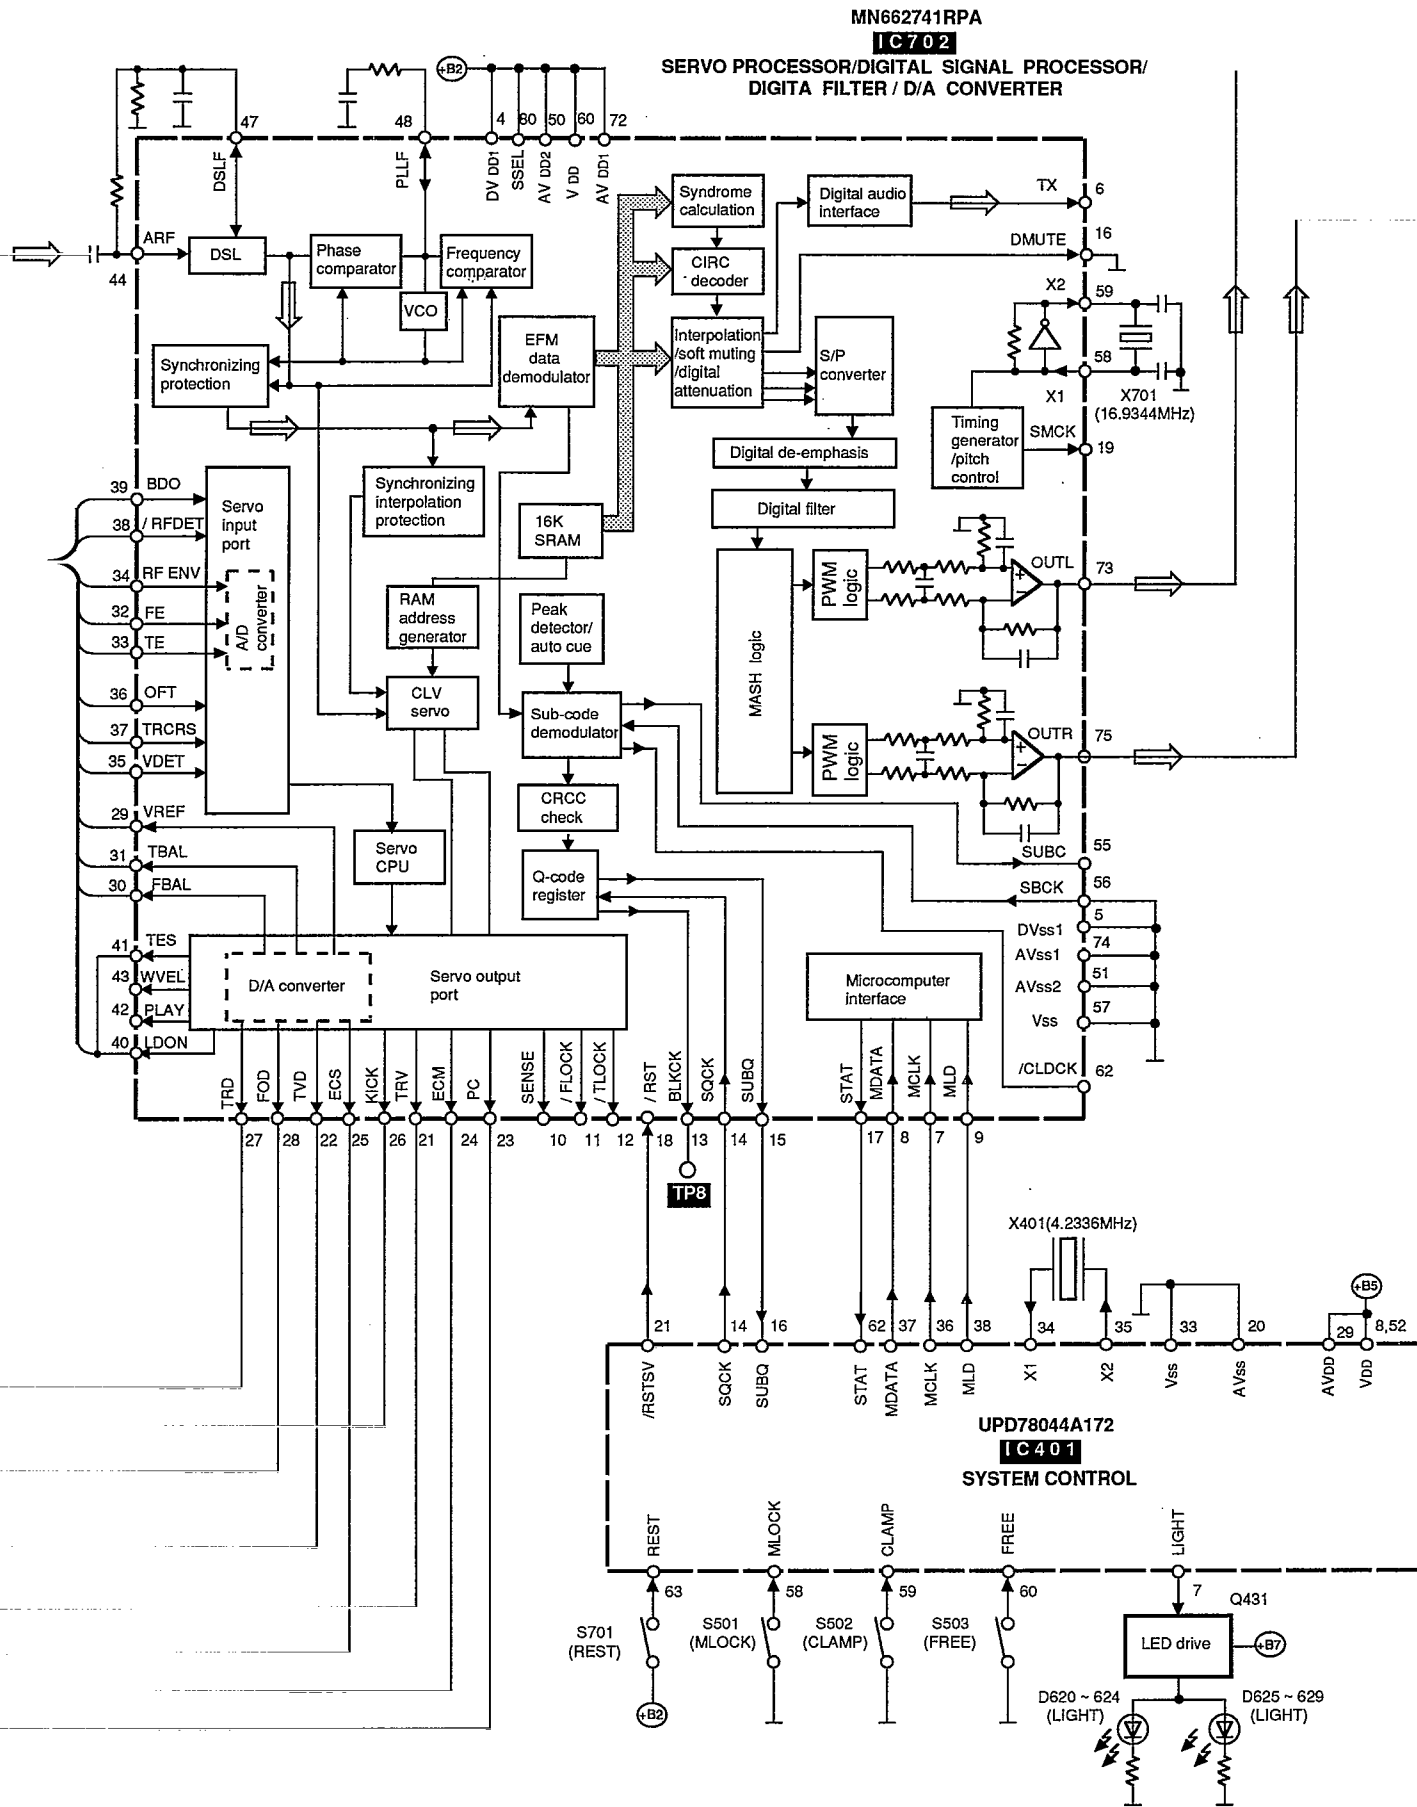 MN662741RPA
IC702
SERVO PROCESSOR/DIGITAL SIGNAL PROCESSOR/
DIGITA FILTER / D/A CONVERTER
+B2
47
48
4
80
50
60
72
DSLF
PLLF
DV DD1
SSEL
AV DD2
V DD
AV DD1
Syndrome
calculation
Digital audio
interface
TX
6
ARF
44
DSL
Phase
comparator
Frequency
comparator
CIRC
decoder
DMUTE
16
VCO
X2
59
EFM
data
demodulator
Interpolation
/soft muting
/digital
attenuation
S/P
converter
Synchronizing
protection
58
X1
X701
(16.9344MHz)
Timing
generator
/pitch
control
SMCK
19
Digital de-emphasis
Digital filter
39
BDO
38
/ RFDET
34
RF ENV
32
FE
33
TE
36
OFT
37
TRCRS
35
VDET
29
VREF
31
TBAL
30
FBAL
41
TES
43
WVEL
42
PLAY
40
LDON
Servo
input
port
A/D
converter
Synchronizing
interpolation
protection
16K
SRAM
RAM
address
generator
Peak
detector/
auto cue
MASH logic
PWM
logic
+
−
OUTL
73
CLV
servo
Sub-code
demodulator
PWM
logic
+
−
OUTR
75
CRCC
check
Servo
CPU
Q-code
register
SUBC
55
SBCK
56
DVss1
5
AVss1
74
AVss2
51
Vss
57
/CLDCK
62
D/A converter
Servo output
port
Microcomputer
interface
TRD
FOD
TVD
ECS
KICK
TRV
ECM
PC
SENSE
/ FLOCK
/ TLOCK
/ RST
BLKCK
SQCK
SUBQ
STAT
MDATA
MCLK
MLD
27
28
22
25
26
21
24
23
10
11
12
18
13
14
15
17
8
7
9
TP8
X401(4.2336MHz)
+B5
21
14
16
62
37
36
38
34
35
33
20
29
8,52
/RSTSV
SQCK
SUBQ
STAT
MDATA
MCLK
MLD
X1
X2
Vss
AVss
AVDD
VDD
UPD78044A172
IC401
SYSTEM CONTROL
REST
MLOCK
CLAMP
FREE
LIGHT
63
58
59
60
7
Q431
S701
(REST)
S501
(MLOCK)
S502
(CLAMP)
S503
(FREE)
LED drive
+B7
+B2
D620 ~ 624
(LIGHT)
D625 ~ 629
(LIGHT)